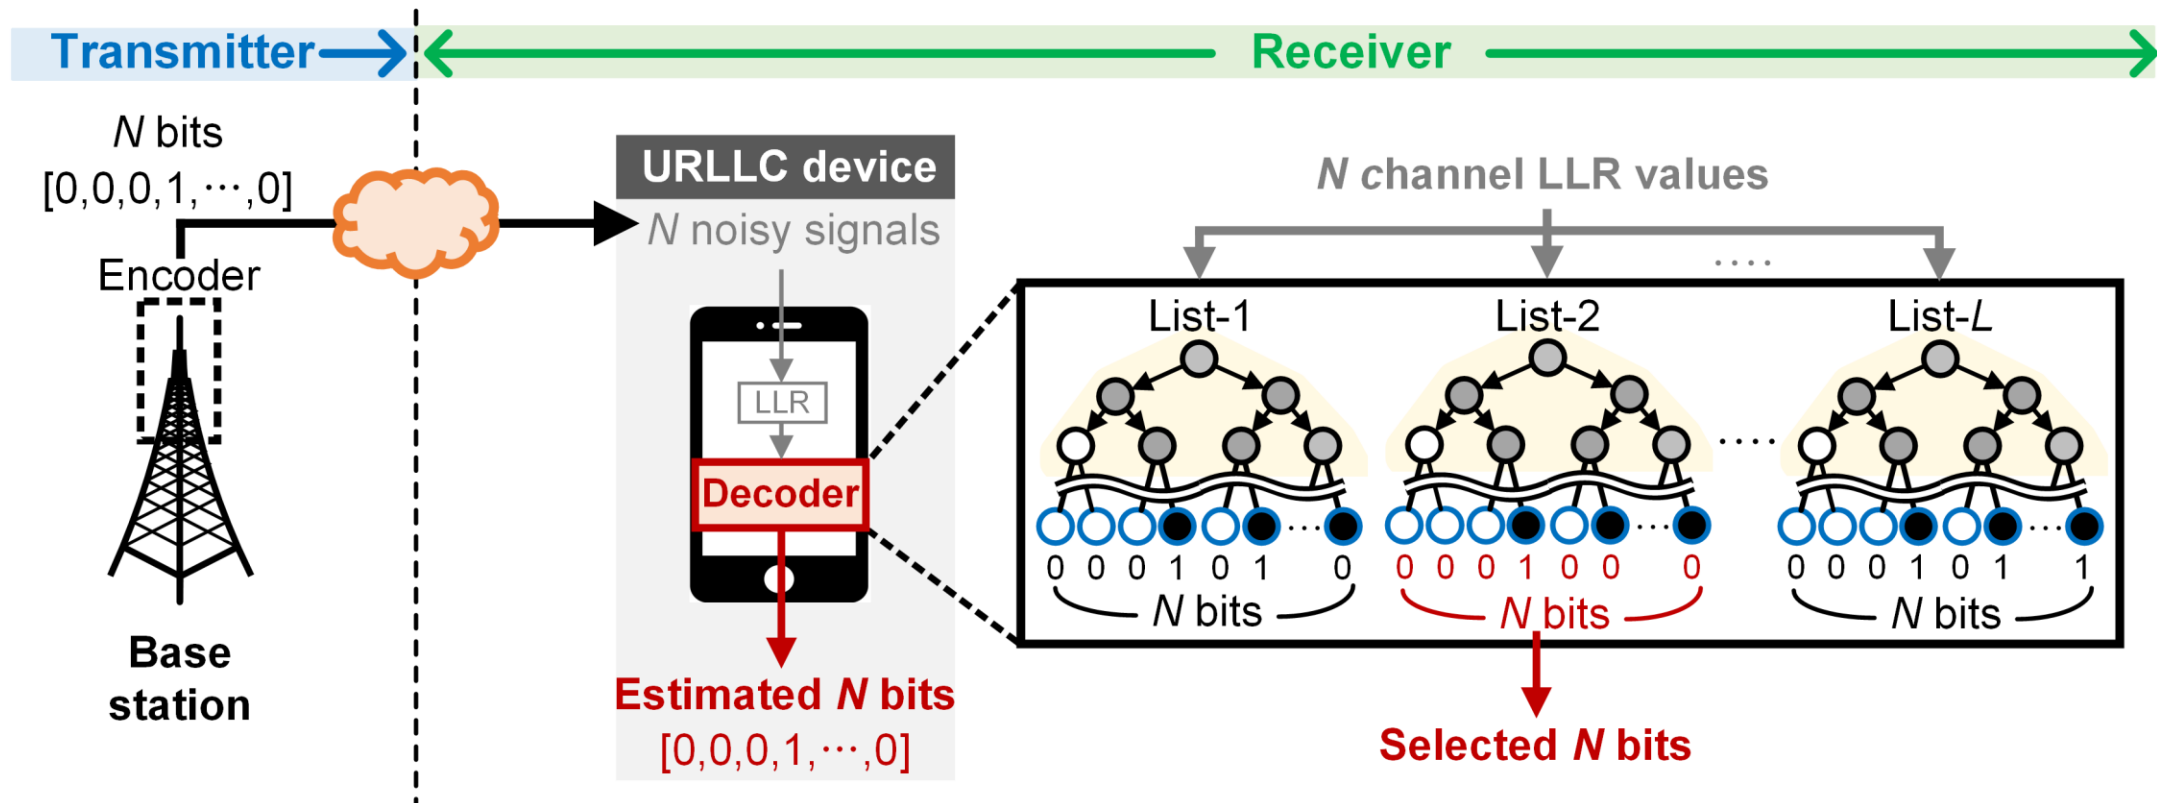 Transmitter
Receiver
N bits
[0,0,0,1,⋯,0]
Encoder
Base
station
URLLC device
N noisy signals
LLR
Decoder
Estimated N bits
[0,0,0,1,⋯,0]
N channel LLR values
....
List-1
List-2
List-L
....
0 0 0 1 0 1 0
0 0 0 1 0 0 0
0 0 0 1 0 1 1
N bits
N bits
N bits
Selected N bits